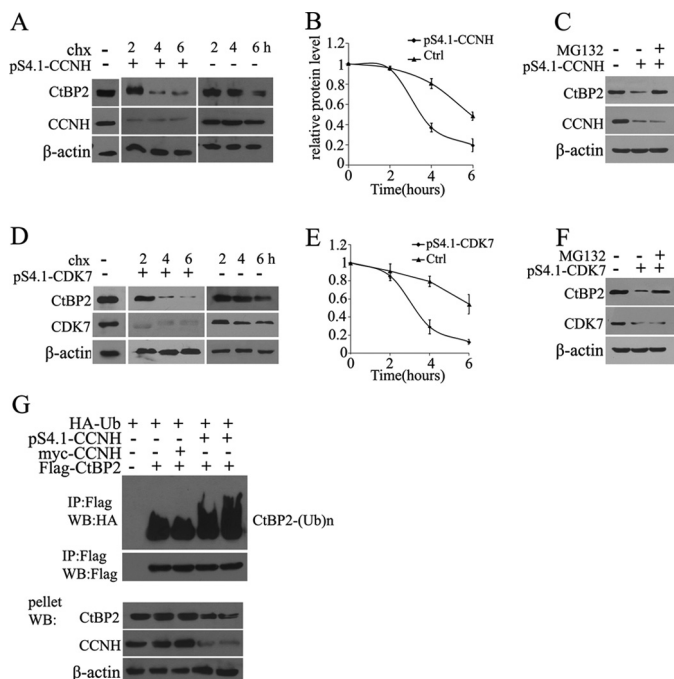 A
chx - 2 4 6 2 4 6 h
pS4.1-CCNH - + + + - - -
CtBP2
CCNH
β-actin
B
relative protein level
1.2
1
0.8
0.6
0.4
0.2
0
0 2 4 6
Time(hours)
pS4.1-CCNH
Ctrl
C
MG132 - - +
pS4.1-CCNH - + +
CtBP2
CCNH
β-actin
D
chx - 2 4 6 2 4 6 h
pS4.1-CDK7 - + + + - - -
CtBP2
CDK7
β-actin
E
1.2
1
0.8
0.6
0.4
0.2
0
0 2 4 6
Time(hours)
pS4.1-CDK7
Ctrl
F
MG132 - - +
pS4.1-CDK7 - + +
CtBP2
CDK7
β-actin
G
HA-Ub + + + + +
pS4.1-CCNH - - - + +
myc-CCNH - - + - -
Flag-CtBP2 - + + + +
IP:Flag
WB:HA
CtBP2-(Ub)n
IP:Flag
WB:Flag
pellet
WB:
CtBP2
CCNH
β-actin